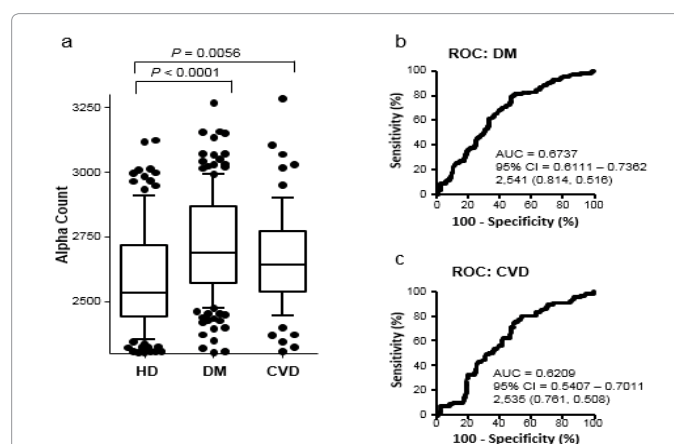 a
P = 0.0056
P < 0.0001
Alpha Count
3250
3000
2750
2500
HD DM CVD
b
ROC: DM
Sensitivity (%)
100
80
60
40
20
0
AUC = 0.6737
95% CI = 0.6111 – 0.7362
2,541 (0.814, 0.516)
0 20 40 60 80 100
100 - Specificity (%)
c
ROC: CVD
Sensitivity (%)
100
80
60
40
20
0
AUC = 0.6209
95% CI = 0.5407 – 0.7011
2,535 (0.761, 0.508)
0 20 40 60 80 100
100 - Specificity (%)